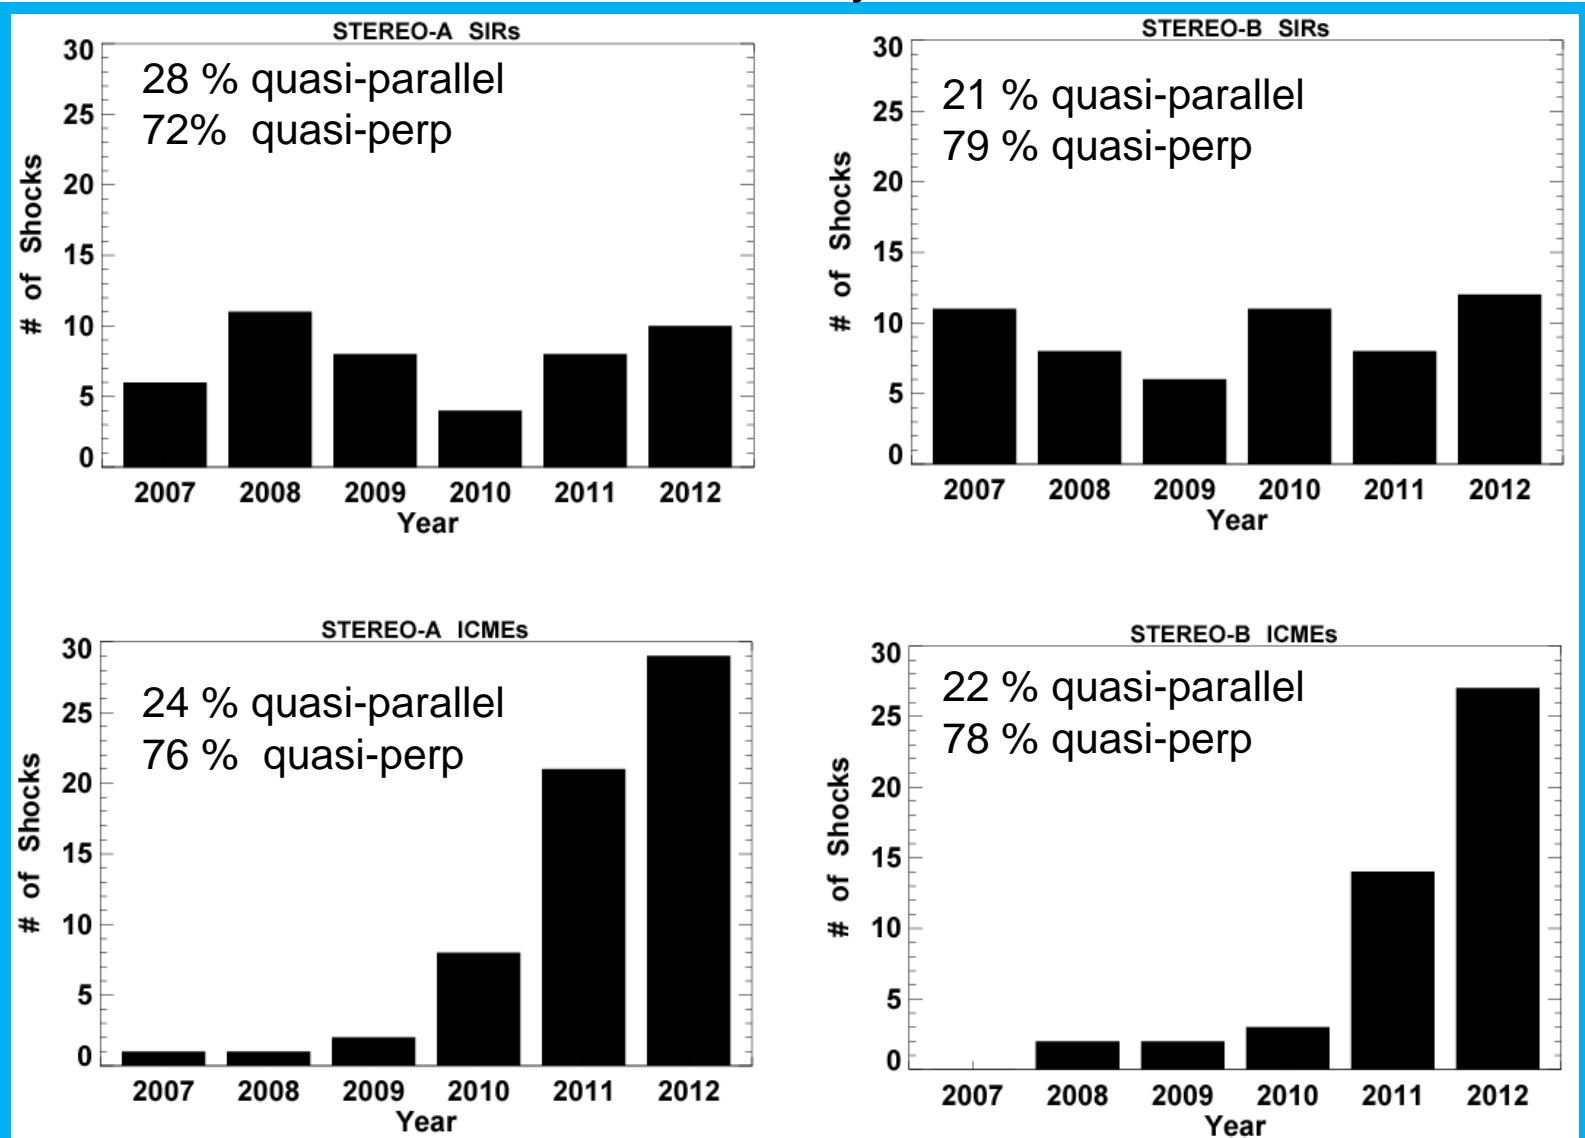 STEREO-A SIRs
28 % quasi-parallel
72% quasi-perp
# of Shocks
30
25
20
15
10
5
0
2007 2008 2009 2010 2011 2012
Year
STEREO-B SIRs
21 % quasi-parallel
79 % quasi-perp
# of Shocks
30
25
20
15
10
5
0
2007 2008 2009 2010 2011 2012
Year
STEREO-A ICMEs
24 % quasi-parallel
76 % quasi-perp
# of Shocks
30
25
20
15
10
5
0
2007 2008 2009 2010 2011 2012
Year
STEREO-B ICMEs
22 % quasi-parallel
78 % quasi-perp
# of Shocks
30
25
20
15
10
5
0
2007 2008 2009 2010 2011 2012
Year